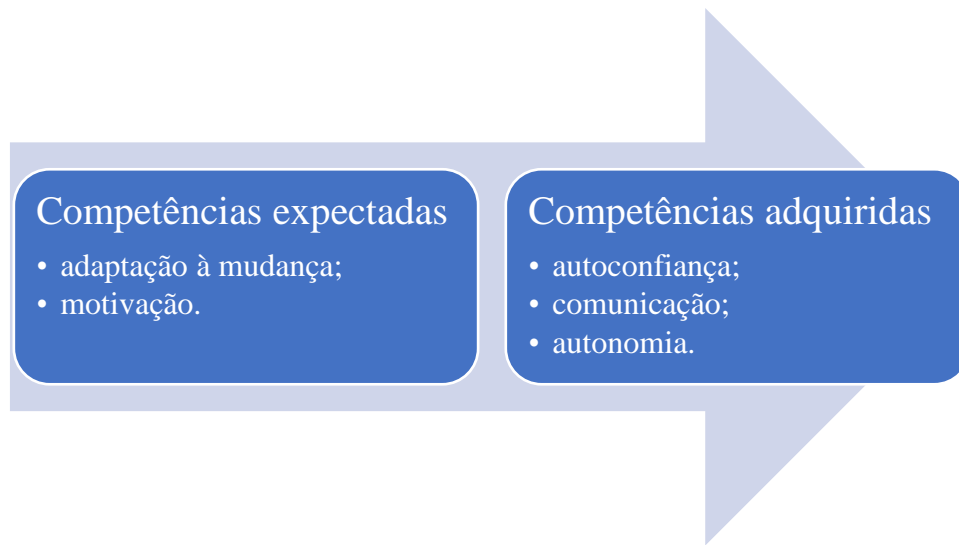 Competências expectadas
• adaptação à mudança;
• motivação.
Competências adquiridas
• autoconfiança;
• comunicação;
• autonomia.